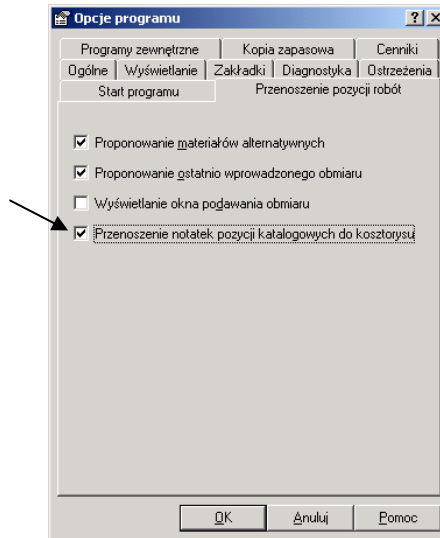 Opcje programu
Programy zewnętrzne Kopia zapasowa Cenniki
Ogólne Wyświetlanie Zakładki Diagnostyka Ostrzeżenia
Start programu Przenoszenie pozycji robót
Proponowanie materiałów alternatywnych
Proponowanie ostatnio wprowadzonego obmiaru
Wyświetlanie okna podawania obmiaru
Przenoszenie notatek pozycji katalogowych do kosztorysu
OK Anuluj Pomoc